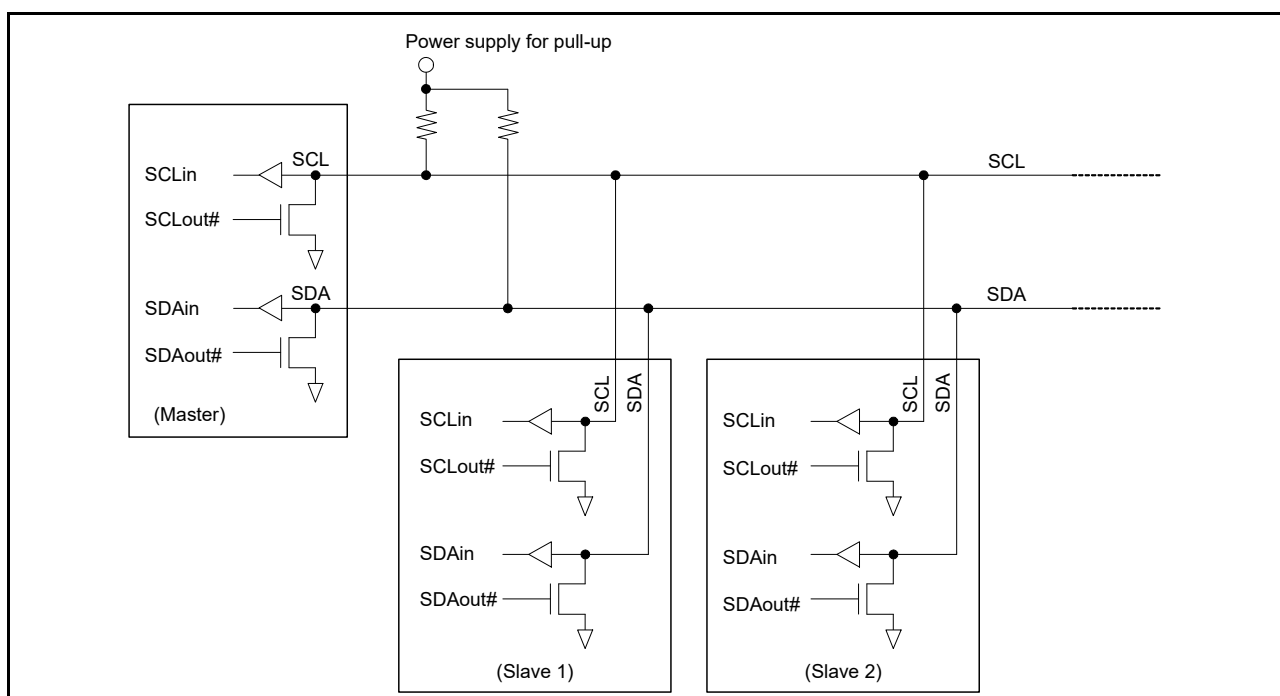 Power supply for pull-up
SCL
SCLin
SCLout#
SDA
SDAin
SDAout#
(Master)
SCL
SDA
SCL
SDA
SCLin
SCLout#
SDAin
SDAout#
(Slave 1)
SCL
SDA
SCLin
SCLout#
SDAin
SDAout#
(Slave 2)